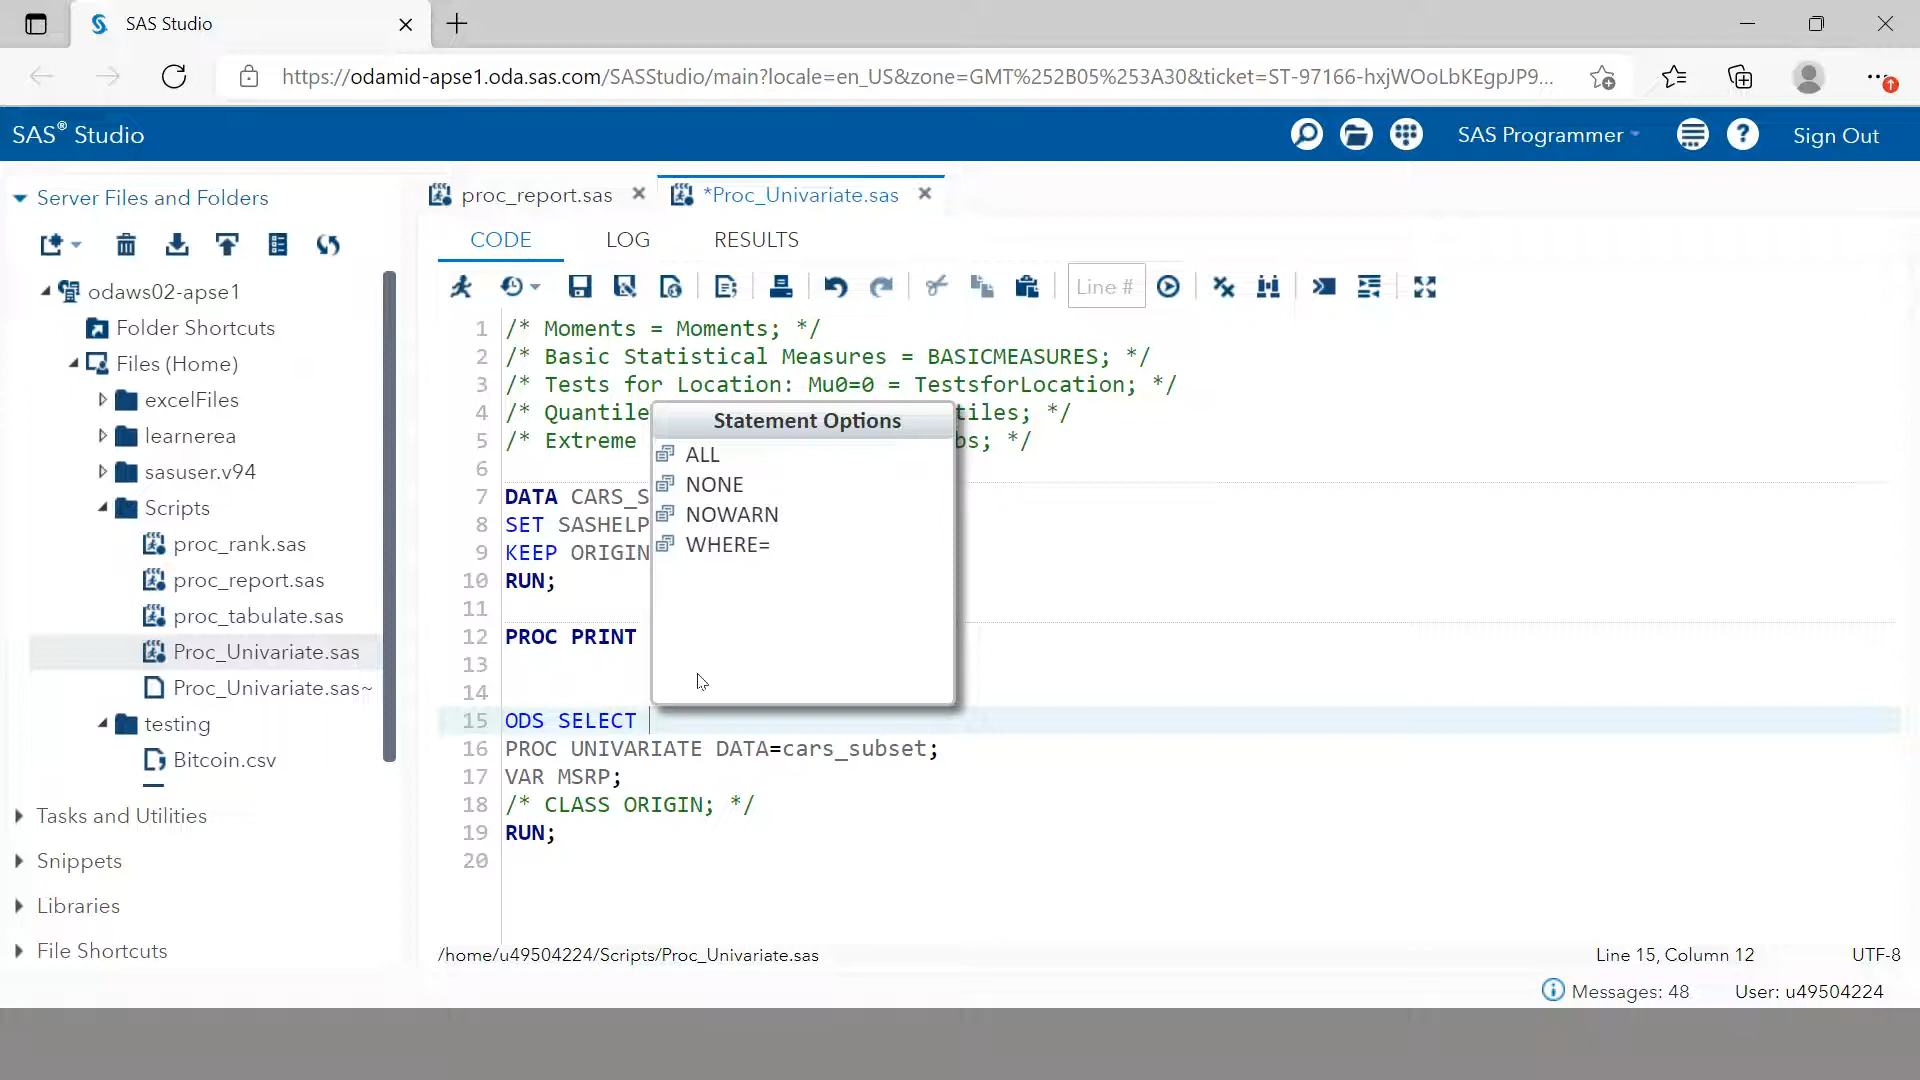 SAS Studio
https://odamid-apse1.oda.sas.com/SASStudio/main?locale=en_US&zone=GMT%252B05%253A30&ticket=ST-97166-hxjWOoLbKEgpJP9...
SAS® Studio
SAS Programmer
Sign Out
Server Files and Folders
odaws02-apse1
Folder Shortcuts
Files (Home)
excelFiles
learnerea
sasuser.v94
Scripts
proc_rank.sas
proc_report.sas
proc_tabulate.sas
Proc_Univariate.sas
Proc_Univariate.sas~
testing
Bitcoin.csv
Tasks and Utilities
Snippets
Libraries
File Shortcuts
proc_report.sas
*Proc_Univariate.sas
CODE LOG RESULTS
Line #
1 /* Moments = Moments; */
2 /* Basic Statistical Measures = BASICMEASURES; */
3 /* Tests for Location: Mu0=0 = TestsforLocation; */
4 /* Quantile tiles; */
5 /* Extreme bs; */
6
7 DATA CARS_S
8 SET SASHELP
9 KEEP ORIGIN
10 RUN;
11
12 PROC PRINT
13
14
15 ODS SELECT
16 PROC UNIVARIATE DATA=cars_subset;
17 VAR MSRP;
18 /* CLASS ORIGIN; */
19 RUN;
20
Statement Options
ALL
NONE
NOWARN
WHERE=
/home/u49504224/Scripts/Proc_Univariate.sas
Line 15, Column 12
UTF-8
Messages: 48
User: u49504224